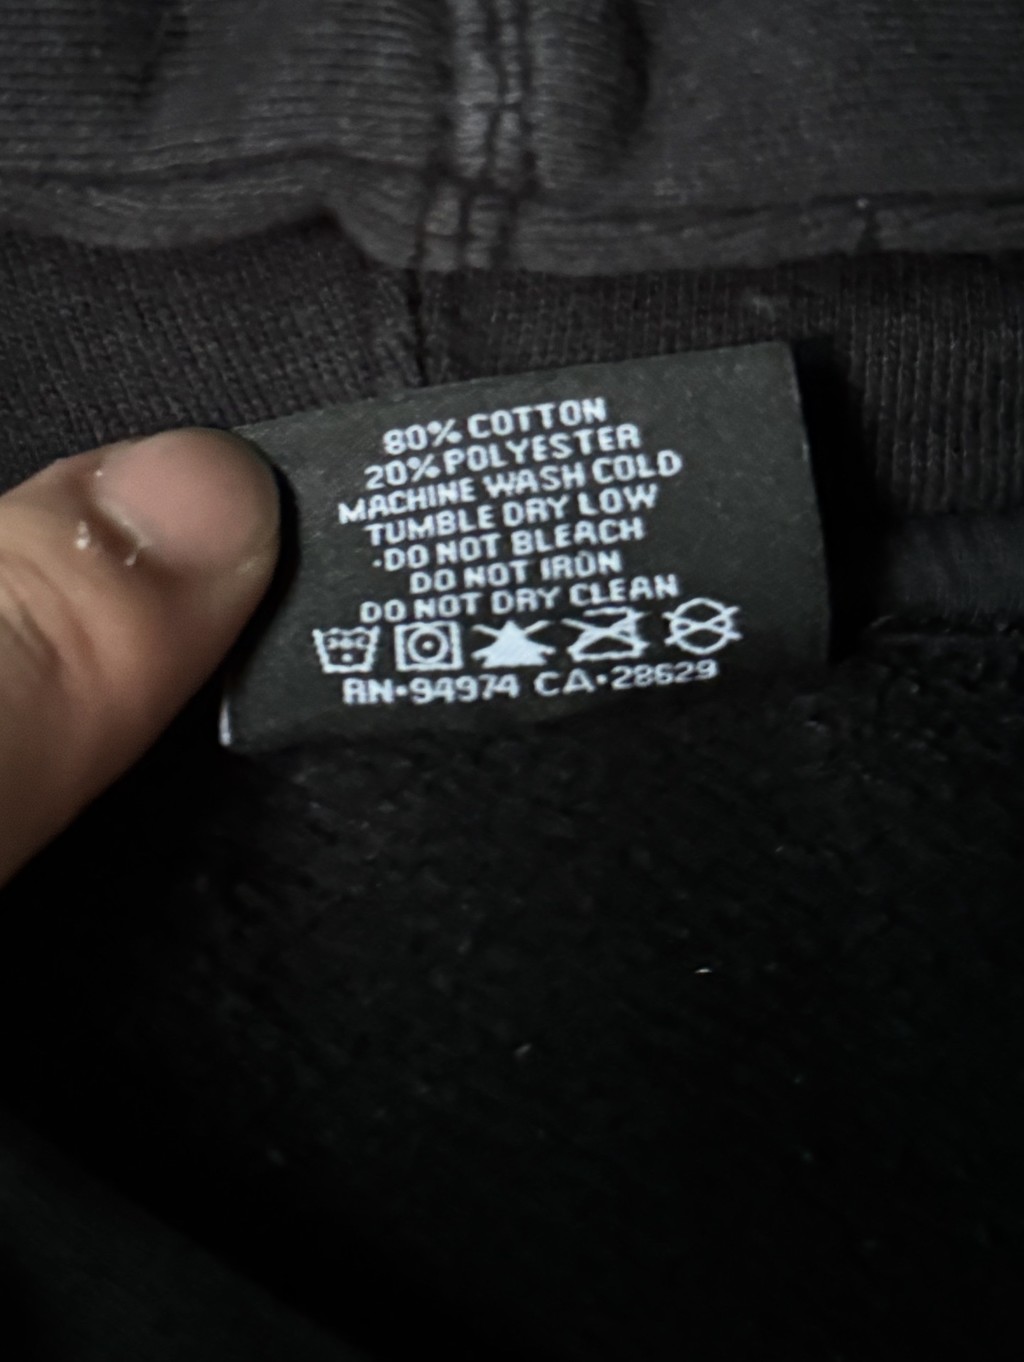 80% COTTON
20% POLYESTER
MACHINE WASH COLD
TUMBLE DRY LOW
·DO NOT BLEACH
DO NOT IRON
DO NOT DRY CLEAN
30C
RN·94974 CA·28629